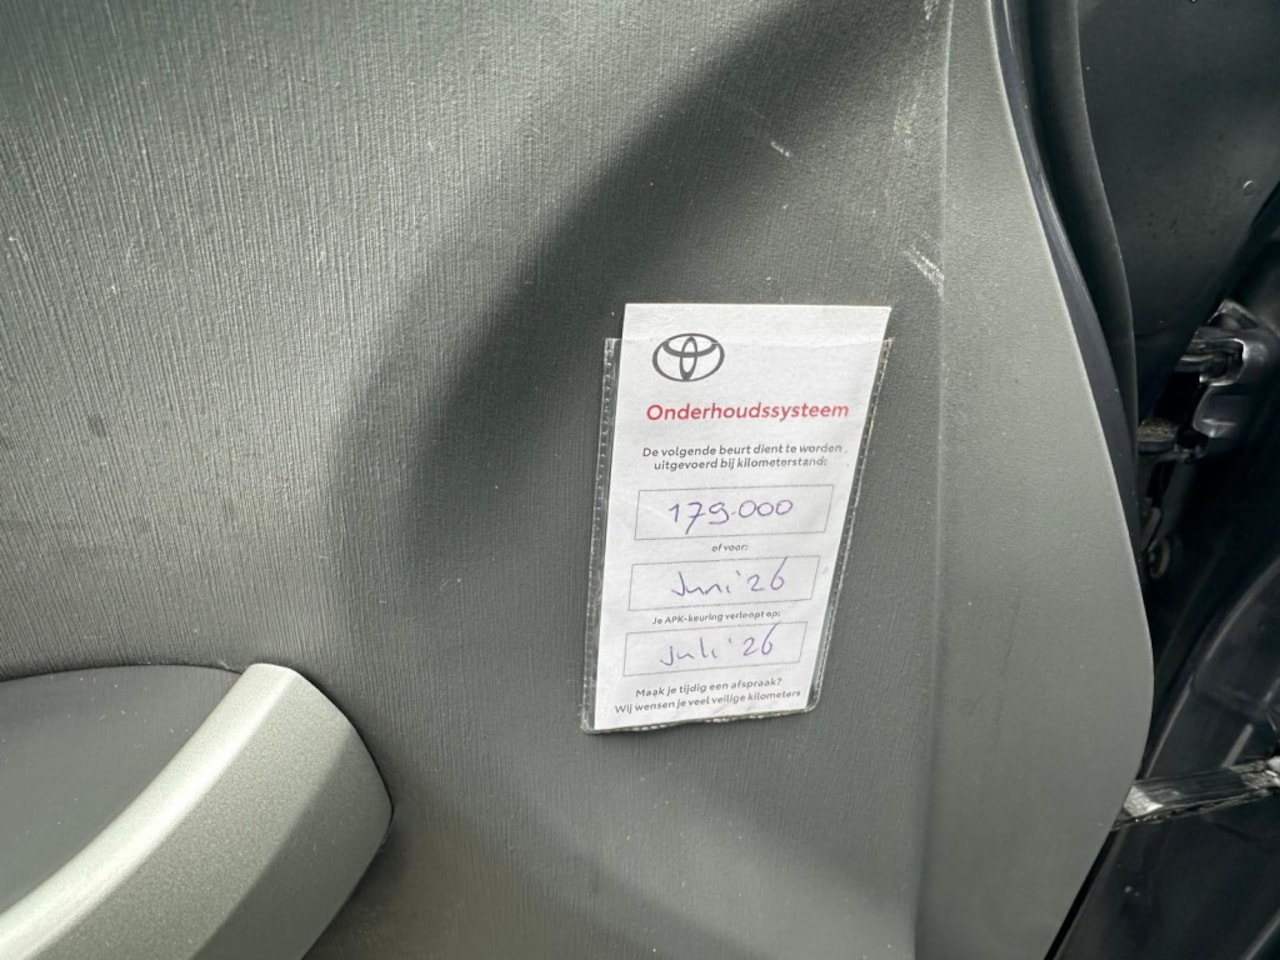 Onderhoudssysteem
De volgende beurt dient te worden
uitgevoerd bij kilometerstand:
179.000
of voor:
Juni '26
Je APK-keuring verloopt op:
Juli '26
Maak je tijdig een afspraak?
Wij wensen je veel veilige kilometers